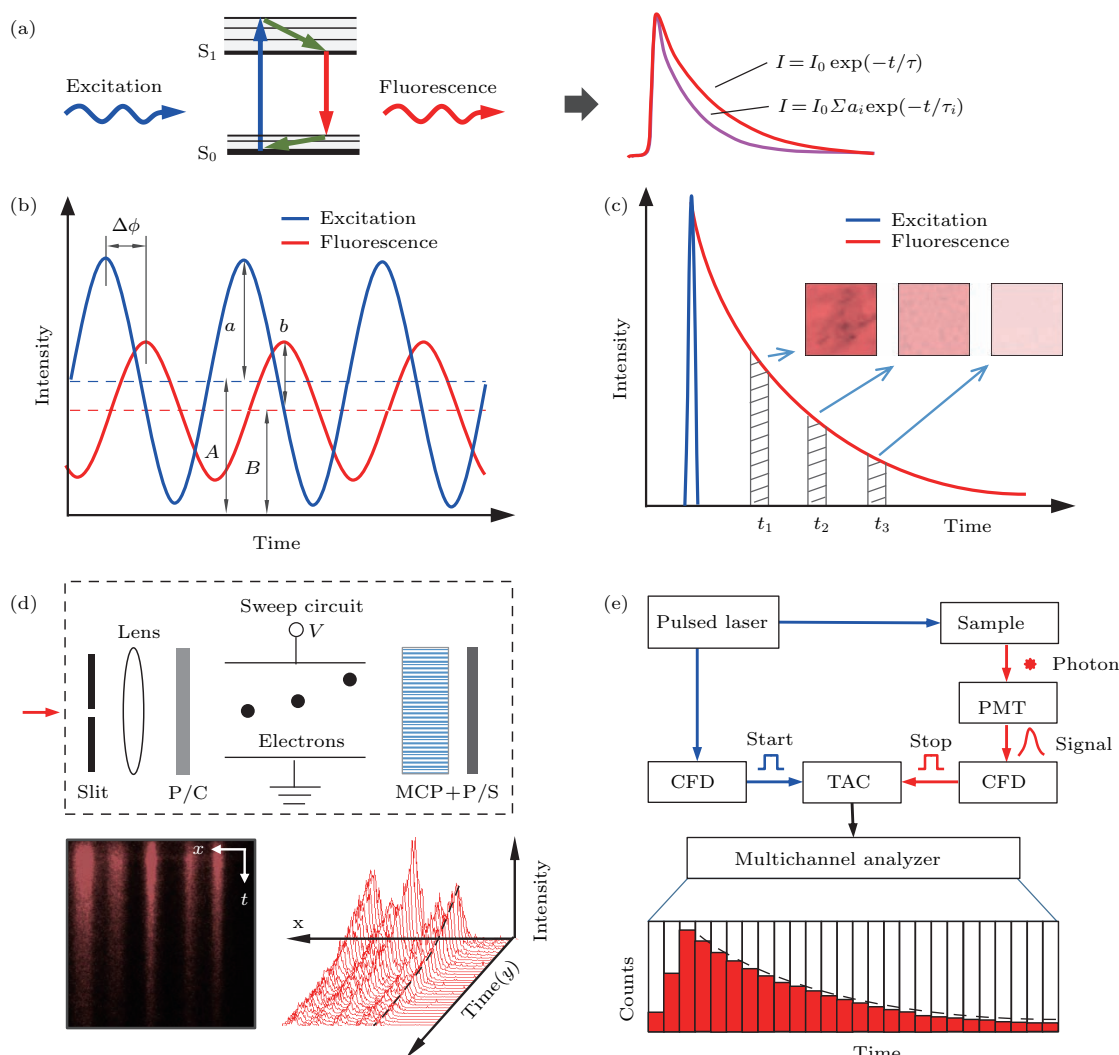 (a)
S₁
Excitation
Fluorescence
S₀
I = I₀ exp(−t/τ)
I = I₀ Σ aᵢ exp(−t/τᵢ)
(b)
Δϕ
Excitation
Fluorescence
a
b
A
B
Intensity
Time
(c)
Excitation
Fluorescence
Intensity
t₁
t₂
t₃
Time
(d)
Sweep circuit
V
Lens
Electrons
Slit
P/C
MCP+P/S
x
t
x
Intensity
Time(y)
(e)
Pulsed laser
Sample
Photon
PMT
Signal
Start
Stop
CFD
TAC
CFD
Multichannel analyzer
Counts
Time